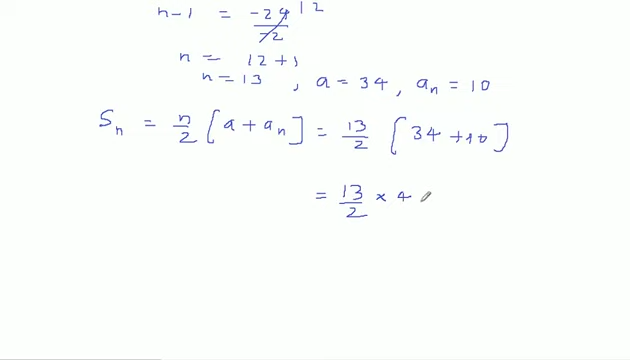 n-1 = -24/-2 12
n = 12+1
n=13 , a=34, aₙ=10
Sₙ = n/2 [a+aₙ] = 13/2 [34+10]
= 13/2 × 4